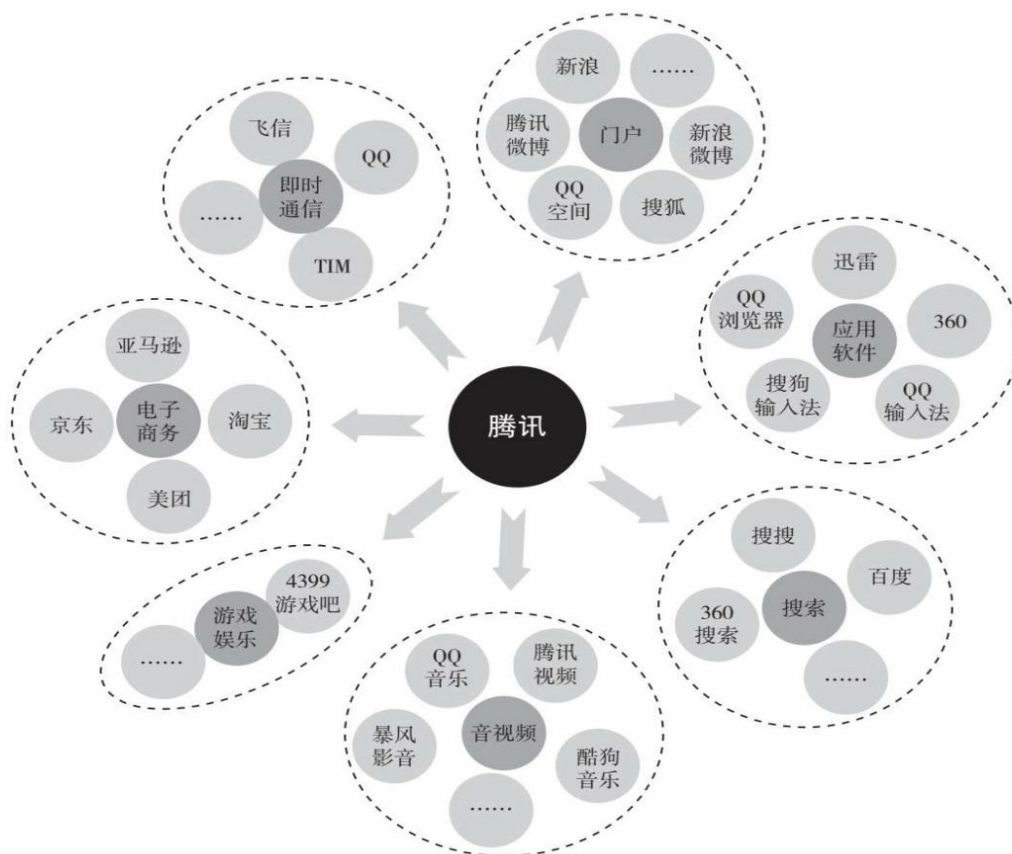 新浪
……
腾讯
微博
门户
新浪
微博
QQ
空间
搜狐
飞信
QQ
即时
通信
……
TIM
迅雷
QQ
浏览器
应用
软件
360
搜狗
输入法
QQ
输入法
亚马逊
京东
电子
商务
淘宝
美团
腾讯
搜搜
百度
360
搜索
搜索
……
4399
游戏吧
游戏
娱乐
……
QQ
音乐
腾讯
视频
暴风
影音
音视频
酷狗
音乐
……